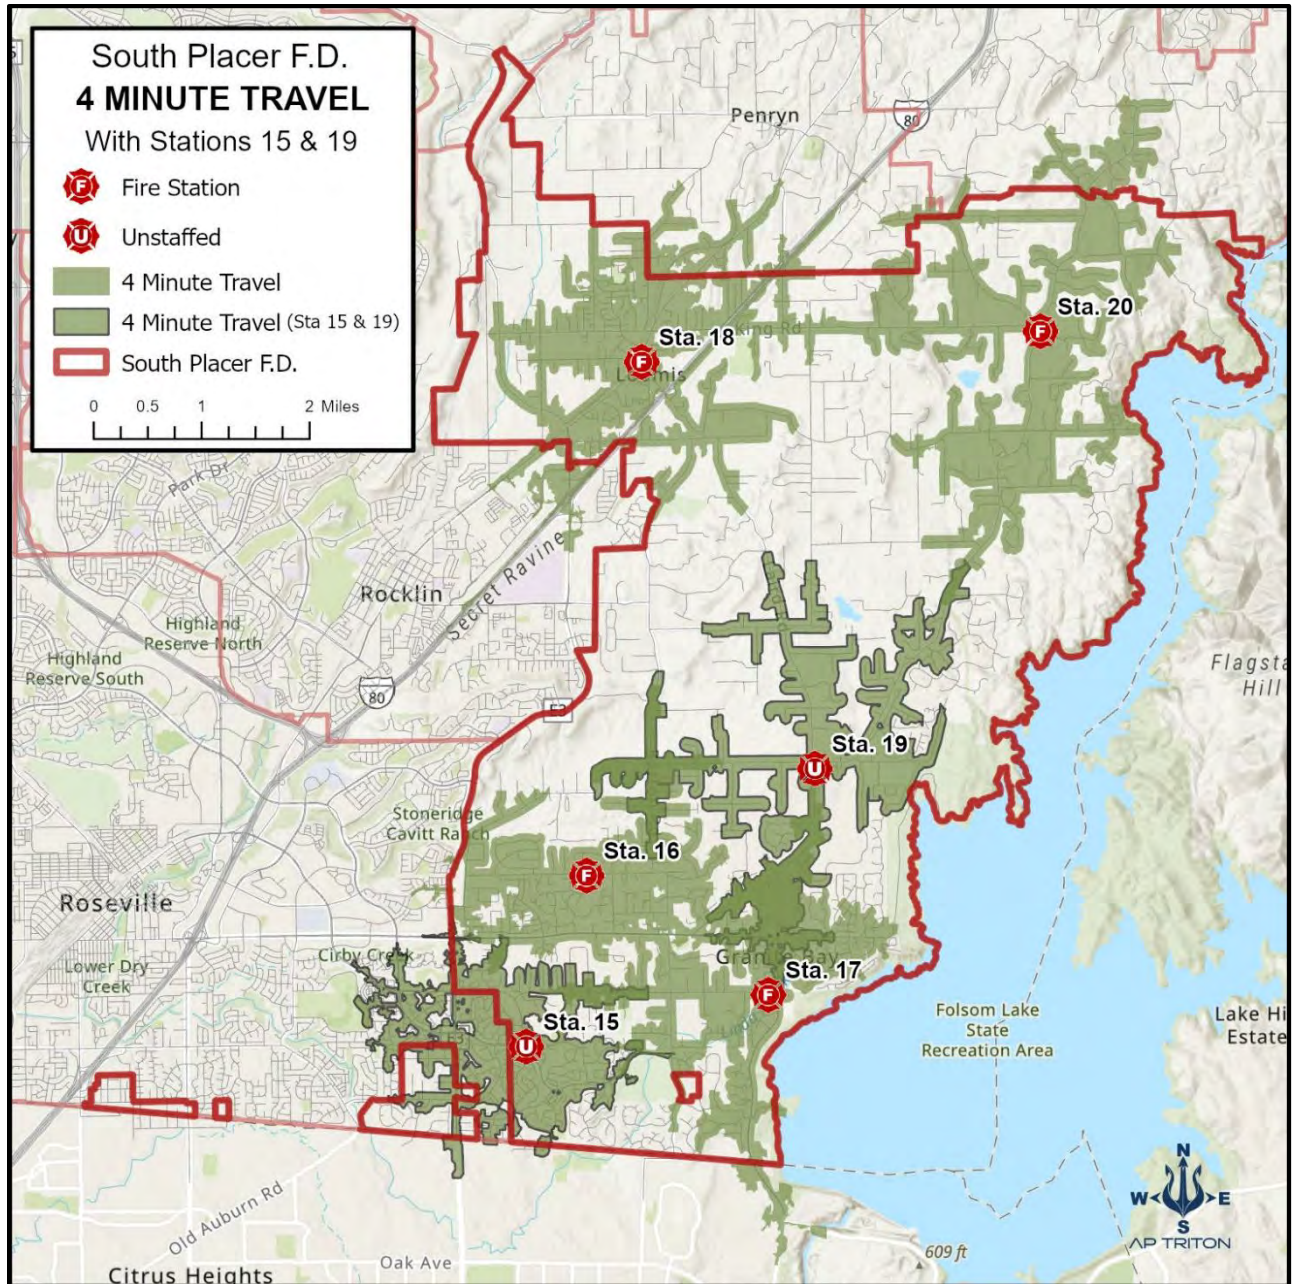 South Placer F.D.
4 MINUTE TRAVEL
With Stations 15 & 19
Fire Station
Unstaffed
4 Minute Travel
4 Minute Travel (Sta 15 & 19)
South Placer F.D.
0 0.5 1 2 Miles
F
U
Penryn
80
Sta. 20
F
Sta. 18
F
Park Dr
Secret Ravine
Rocklin
Highland
Reserve North
Highland
Reserve South
80
Flagsta
Hill
Sta. 19
U
Stoneridge
Cavitt Ranch
Sta. 16
F
Roseville
Cirby Creek
Lower Dry
Creek
Sta. 17
F
Sta. 15
U
Folsom Lake
State
Recreation Area
Lake Hi
Estate
Old Auburn Rd
Oak Ave
Citrus Heights
609 ft
N
W E
S
AP TRITON